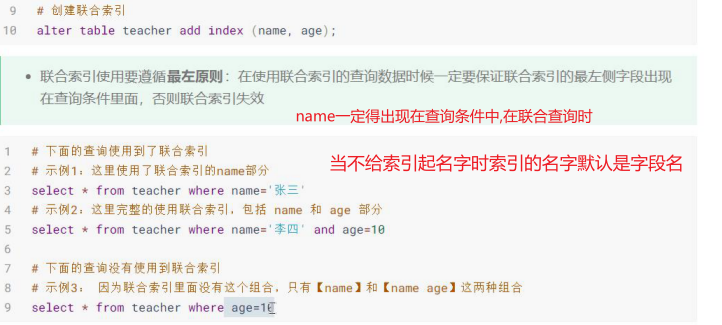 9 # 创建联合索引
10 alter table teacher add index (name, age);
• 联合索引使用要遵循最左原则：在使用联合索引的查询数据时候一定要保证联合索引的最左侧字段出现
在查询条件里面，否则联合索引失效
name一定得出现在查询条件中,在联合查询时
1 # 下面的查询使用到了联合索引
2 # 示例1：这里使用了联合索引的name部分
当不给索引起名字时索引的名字默认是字段名
3 select * from teacher where name='张三'
4 # 示例2：这里完整的使用联合索引，包括 name 和 age 部分
5 select * from teacher where name='李四' and age=10
6
7 # 下面的查询没有使用到联合索引
8 # 示例3： 因为联合索引里面没有这个组合，只有【name】和【name age】这两种组合
9 select * from teacher where age=10